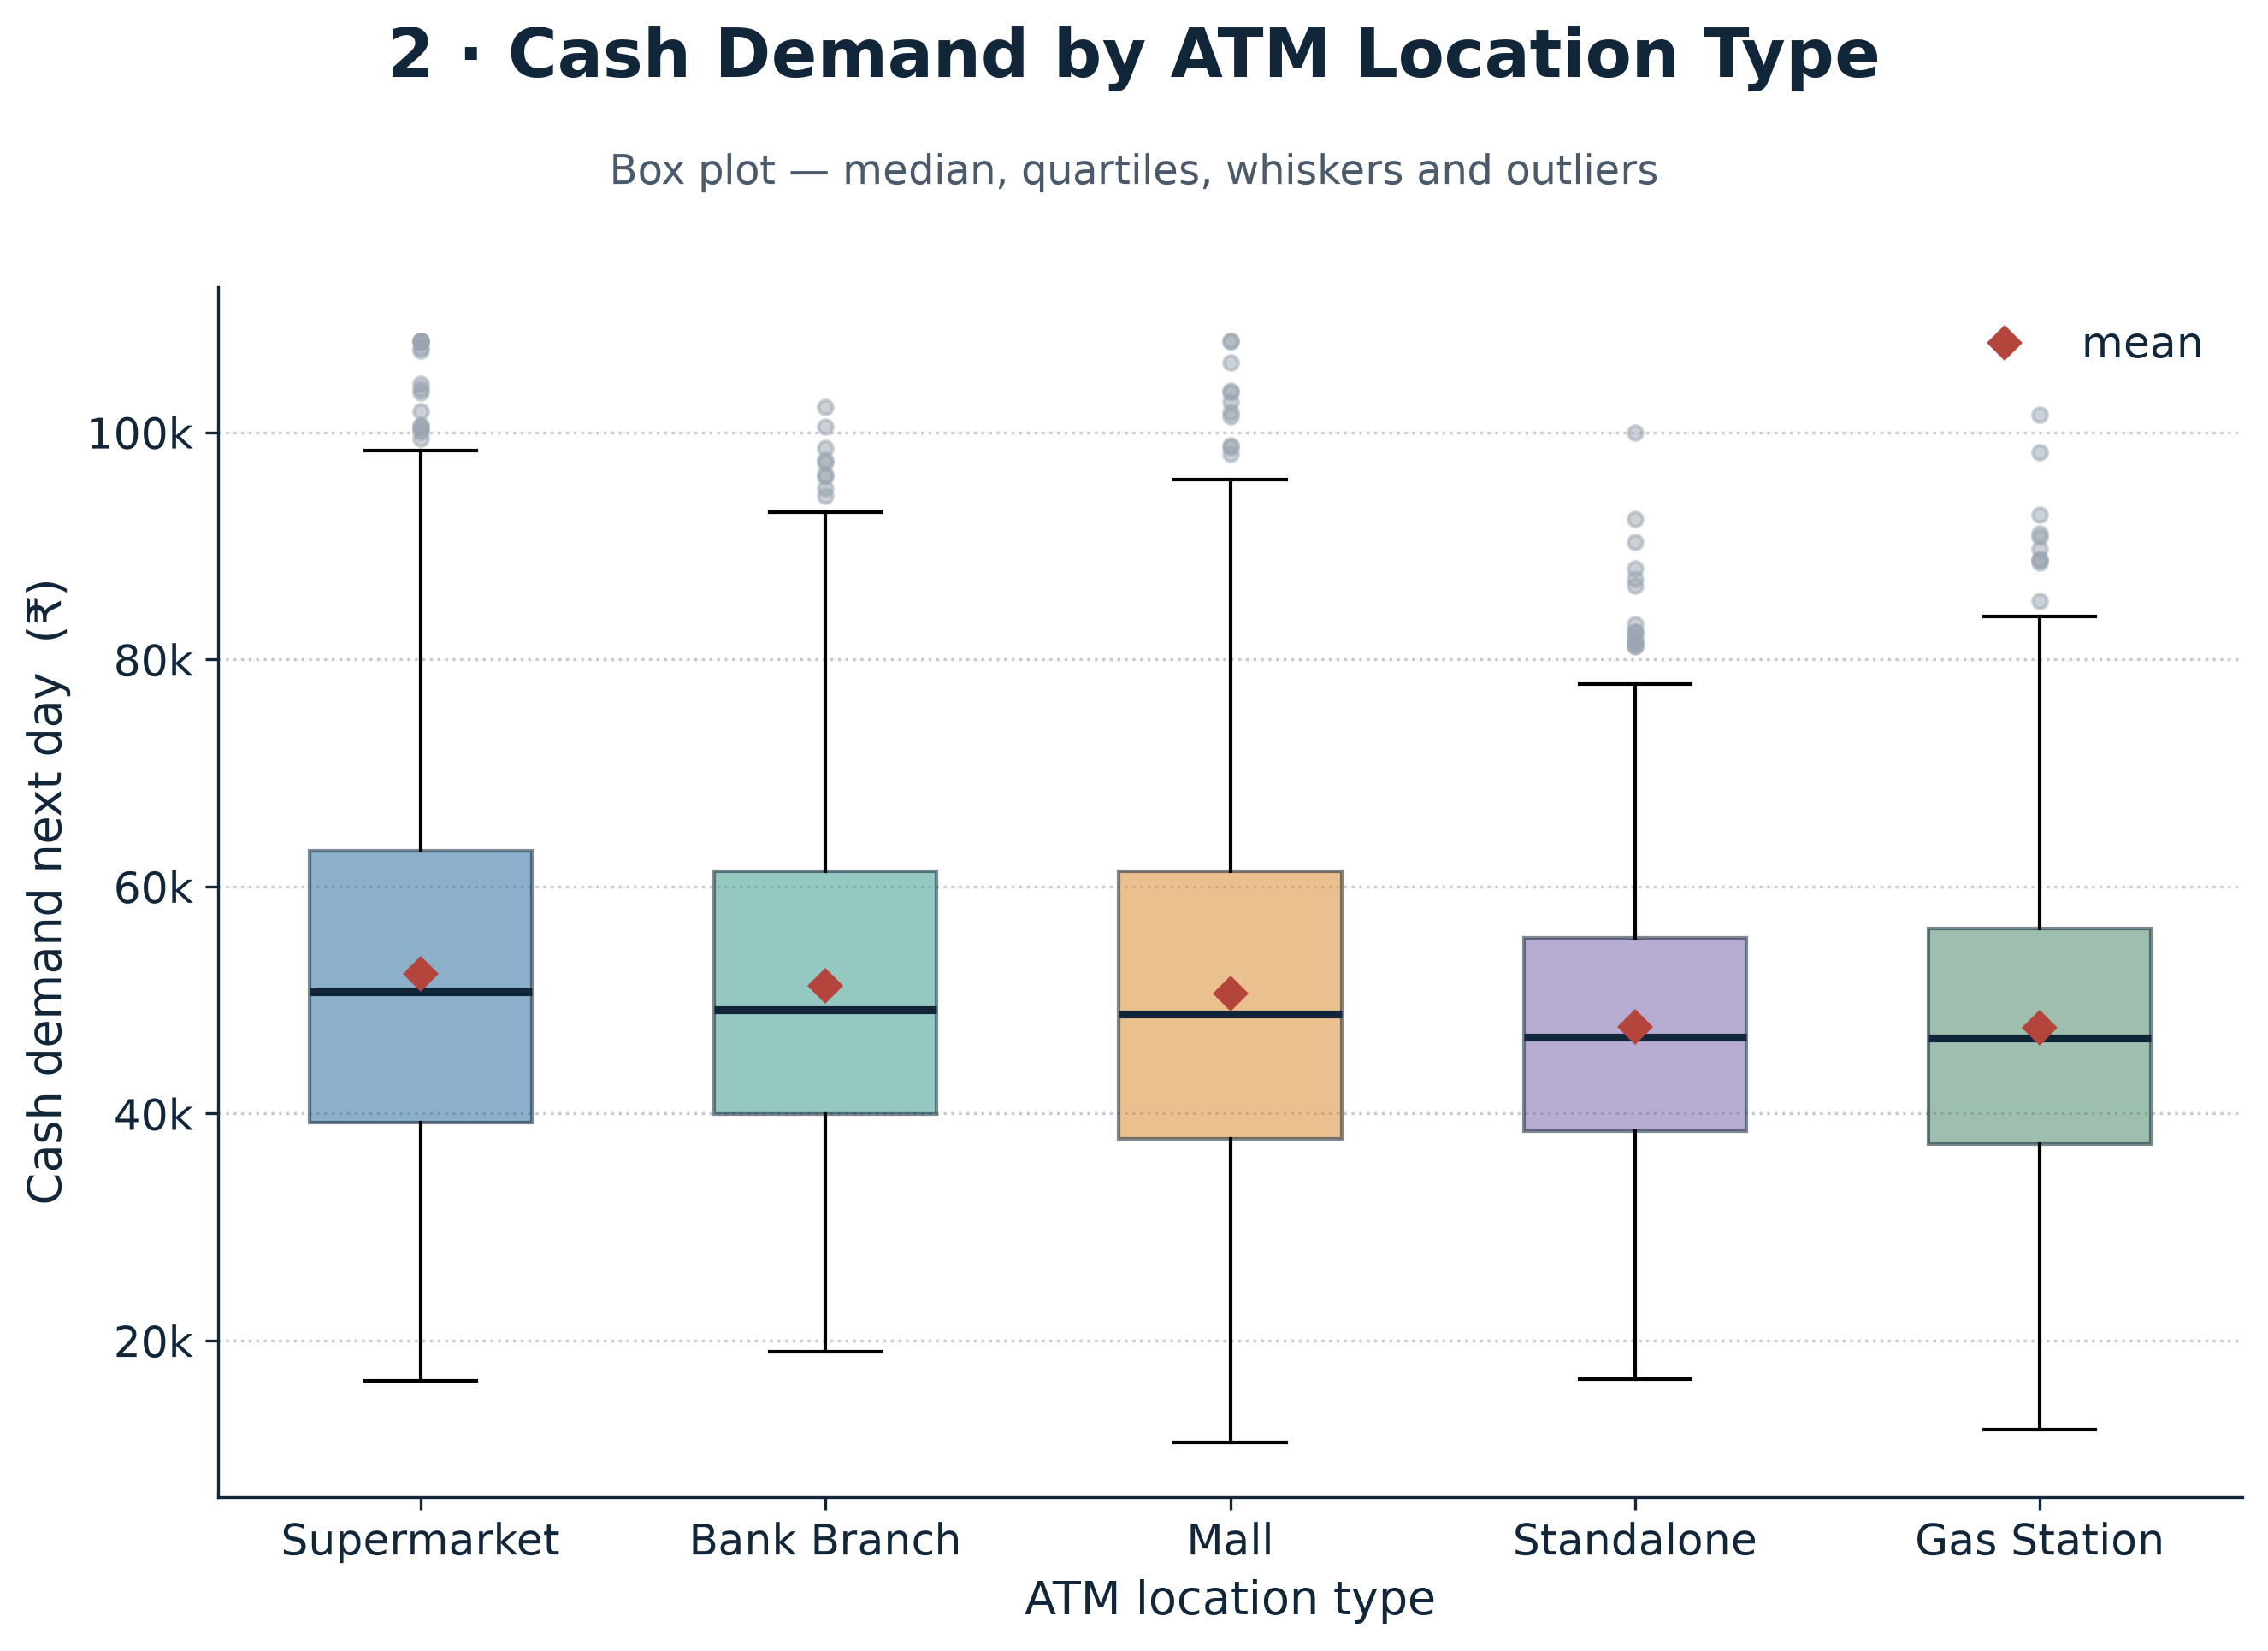 2 · Cash Demand by ATM Location Type
Box plot — median, quartiles, whiskers and outliers
mean
100k
80k
60k
40k
20k
Cash demand next day (₹)
Supermarket Bank Branch Mall Standalone Gas Station
ATM location type